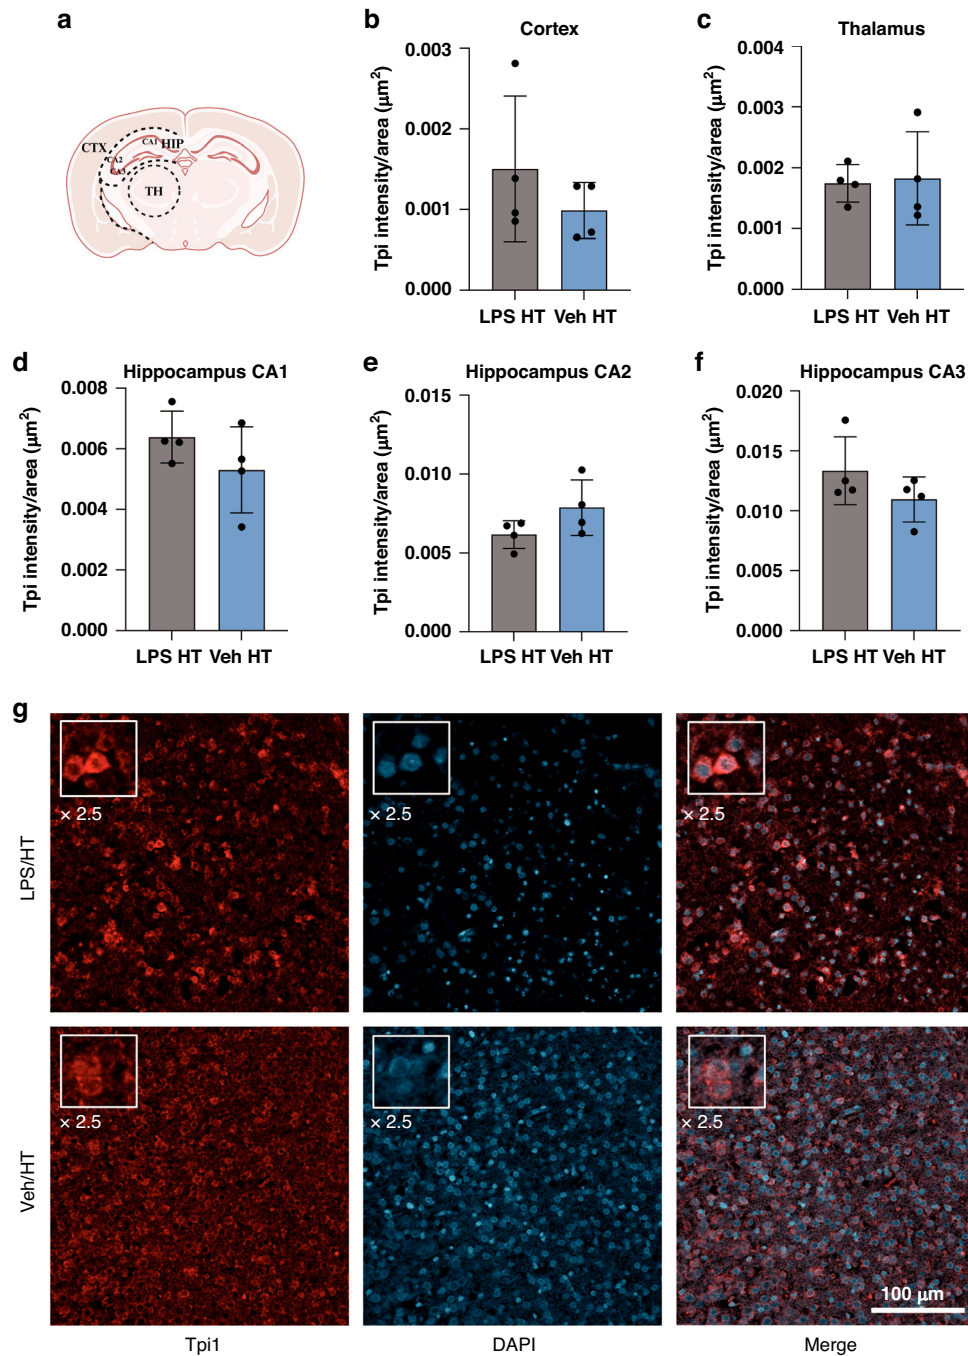 a
CTX
CA1
HIP
CA2
CA3
TH
b
Cortex
Tpi intensity/area (μm²)
0.003
0.002
0.001
0.000
LPS HT Veh HT
c
Thalamus
Tpi intensity/area (μm²)
0.004
0.003
0.002
0.001
0.000
LPS HT Veh HT
d
Hippocampus CA1
Tpi intensity/area (μm²)
0.008
0.006
0.004
0.002
0.000
LPS HT Veh HT
e
Hippocampus CA2
Tpi intensity/area (μm²)
0.015
0.010
0.005
0.000
LPS HT Veh HT
f
Hippocampus CA3
Tpi intensity/area (μm²)
0.020
0.015
0.010
0.005
0.000
LPS HT Veh HT
g
LPS/HT
× 2.5
× 2.5
× 2.5
Veh/HT
× 2.5
× 2.5
× 2.5
100 μm
Tpi1
DAPI
Merge